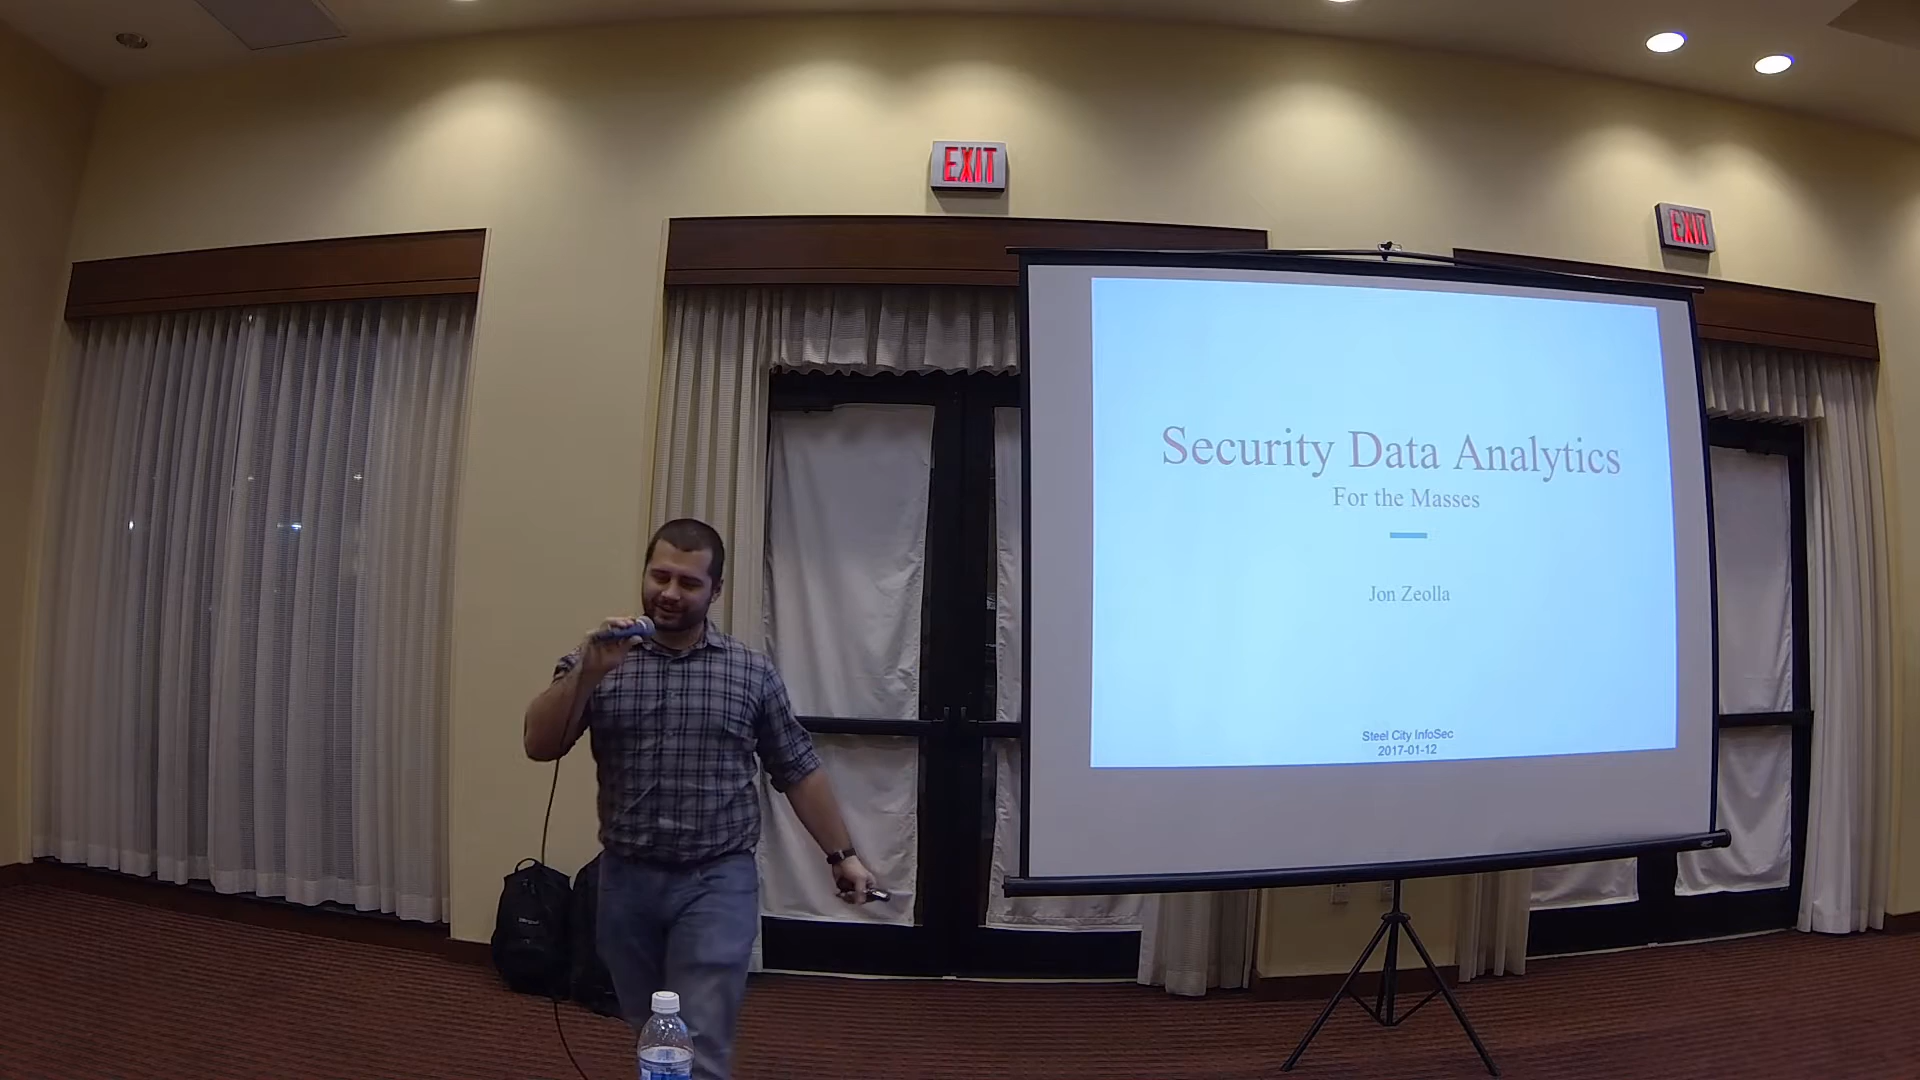 EXIT
EXIT
Security Data Analytics
For the Masses
Jon Zeolla
Steel City InfoSec
2017-01-12